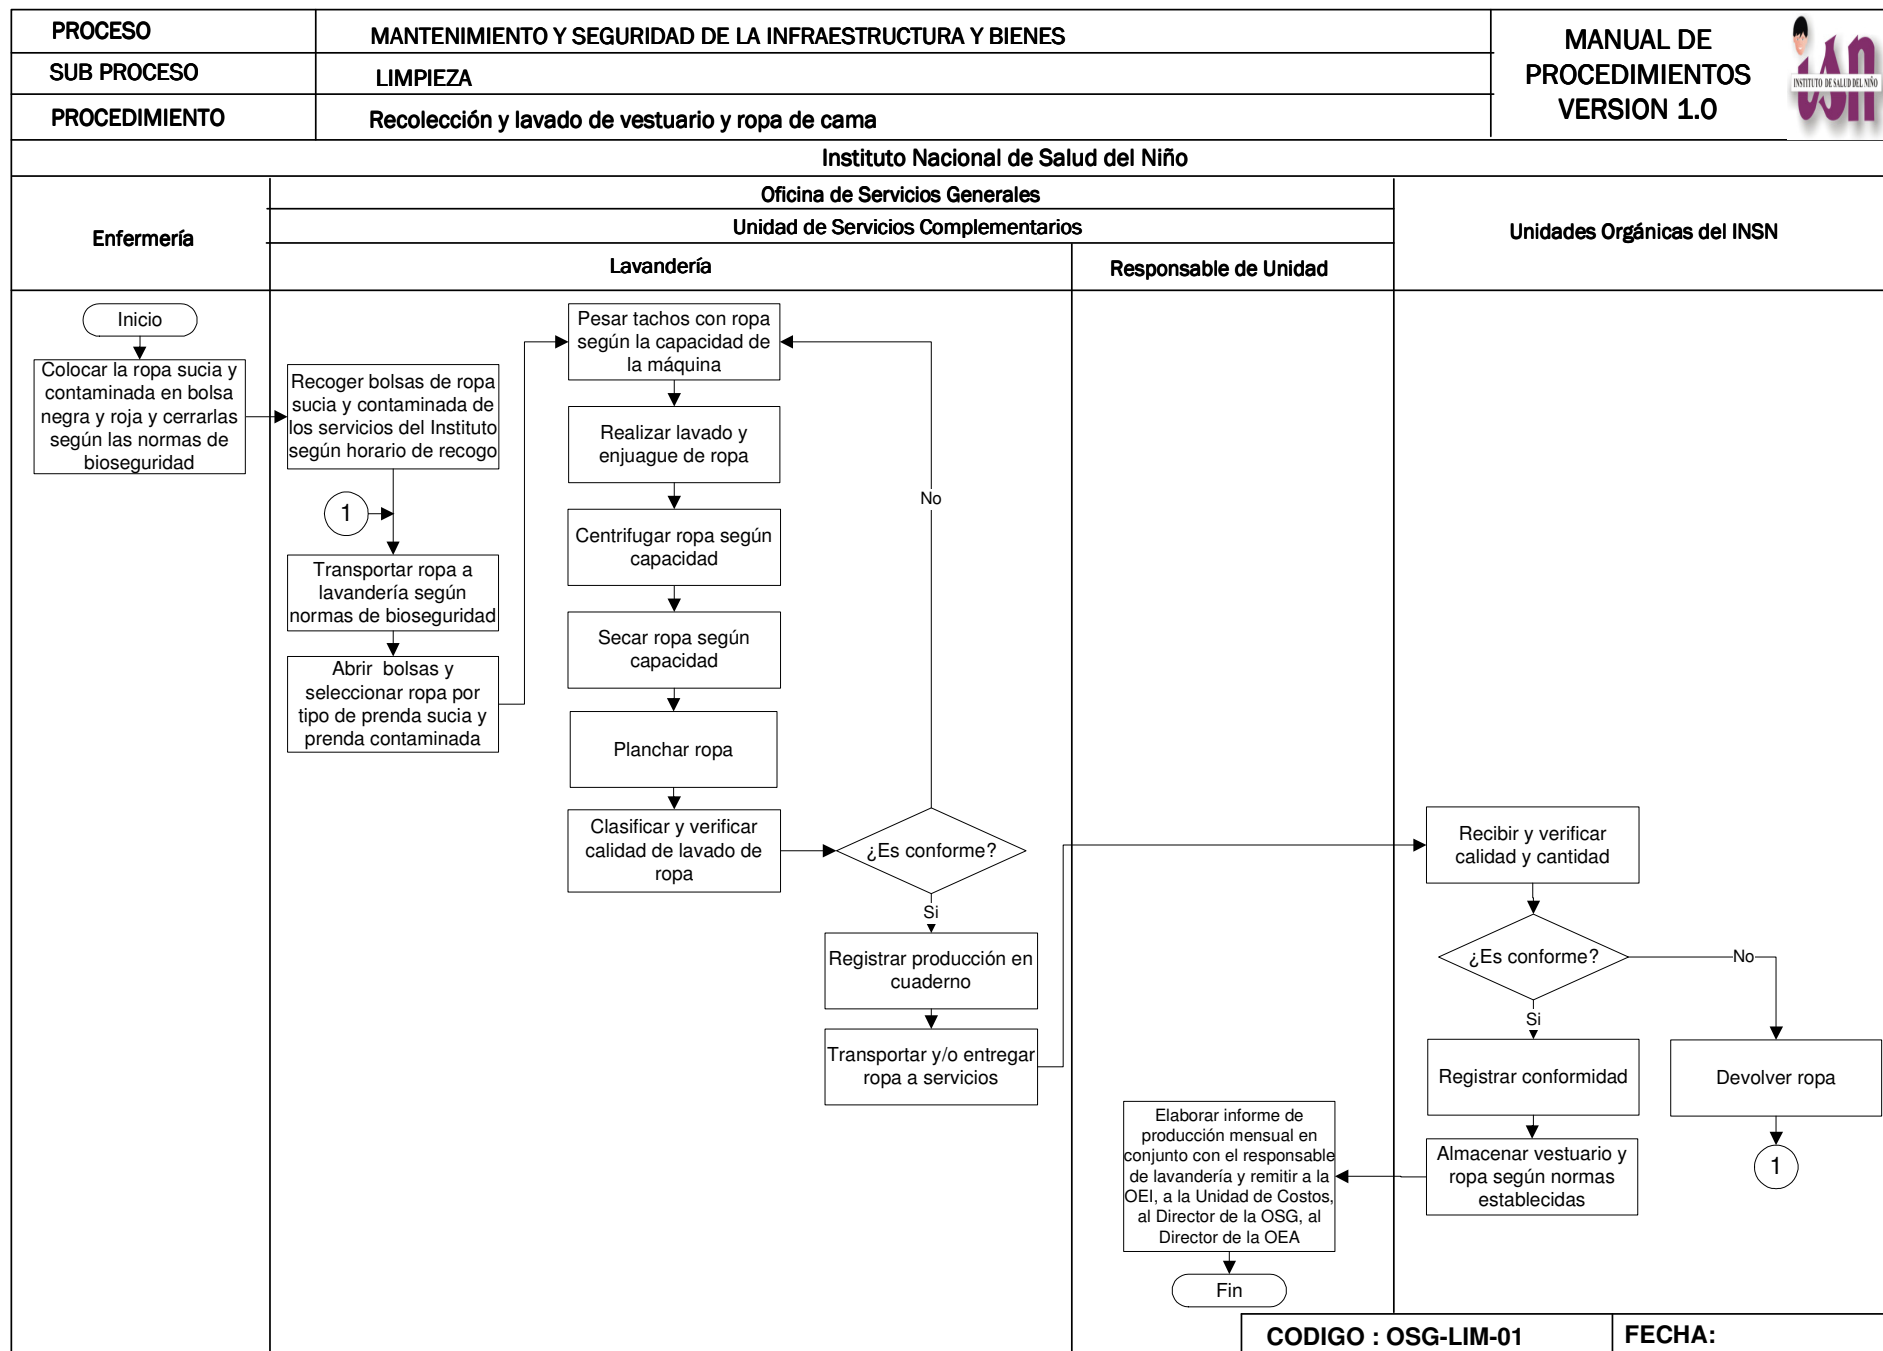 PROCESO
MANTENIMIENTO Y SEGURIDAD DE LA INFRAESTRUCTURA Y BIENES
SUB PROCESO
LIMPIEZA
PROCEDIMIENTO
Recolección y lavado de vestuario y ropa de cama
MANUAL DE
PROCEDIMIENTOS
VERSION 1.0
isn
INSTITUTO DE SALUD DEL NIÑO
Instituto Nacional de Salud del Niño
Enfermería
Oficina de Servicios Generales
Unidad de Servicios Complementarios
Lavandería
Responsable de Unidad
Unidades Orgánicas del INSN
Inicio
Colocar la ropa sucia y
contaminada en bolsa
negra y roja y cerrarlas
según las normas de
bioseguridad
Recoger bolsas de ropa
sucia y contaminada de
los servicios del Instituto
según horario de recogo
1
Transportar ropa a
lavandería según
normas de bioseguridad
Abrir bolsas y
seleccionar ropa por
tipo de prenda sucia y
prenda contaminada
Pesar tachos con ropa
según la capacidad de
la máquina
Realizar lavado y
enjuague de ropa
Centrifugar ropa según
capacidad
Secar ropa según
capacidad
Planchar ropa
Clasificar y verificar
calidad de lavado de
ropa
¿Es conforme?
No
Si
Registrar producción en
cuaderno
Transportar y/o entregar
ropa a servicios
Recibir y verificar
calidad y cantidad
¿Es conforme?
No
Si
Registrar conformidad
Devolver ropa
1
Almacenar vestuario y
ropa según normas
establecidas
Elaborar informe de
producción mensual en
conjunto con el responsable
de lavandería y remitir a la
OEI, a la Unidad de Costos,
al Director de la OSG, al
Director de la OEA
Fin
CODIGO : OSG-LIM-01
FECHA: